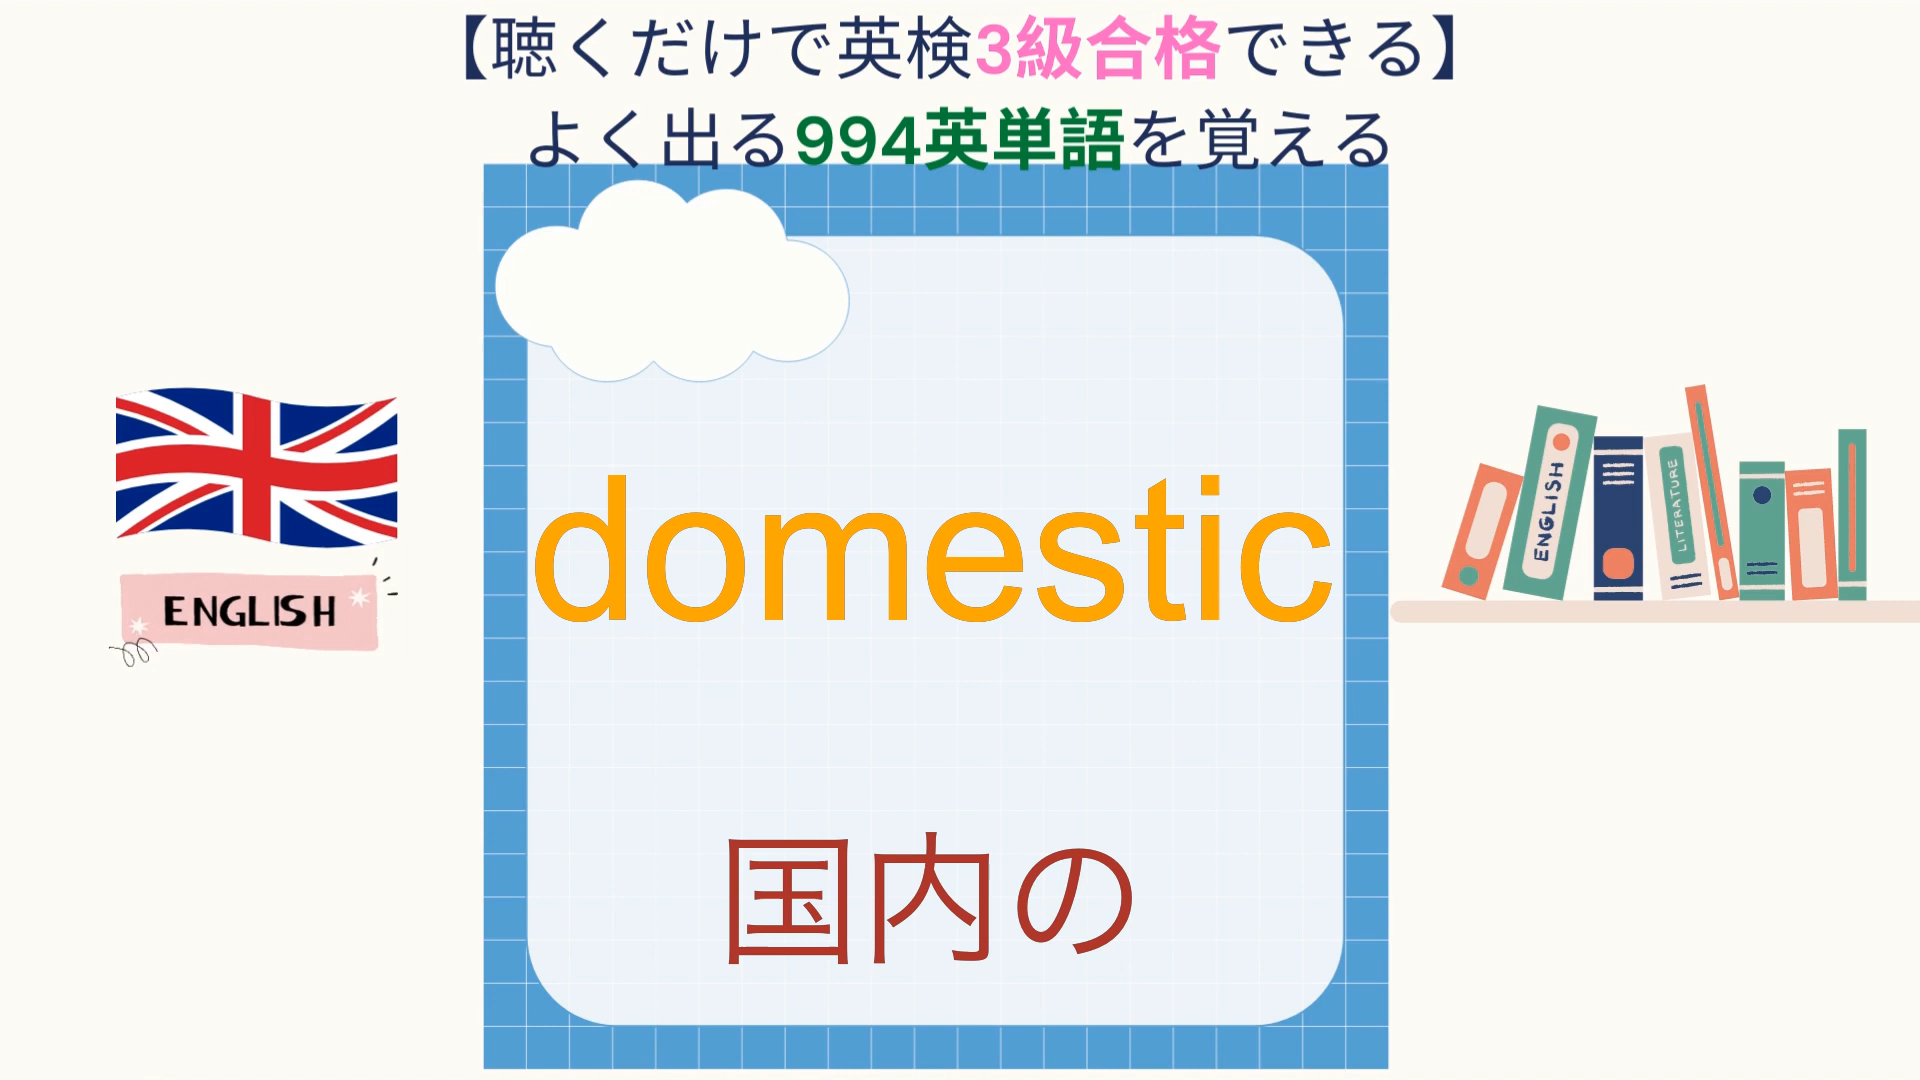 【聴くだけで英検3級合格できる】
よく出る994英単語を覚える
domestic
国内の
ENGLISH
ENGLISH
LITERATURE